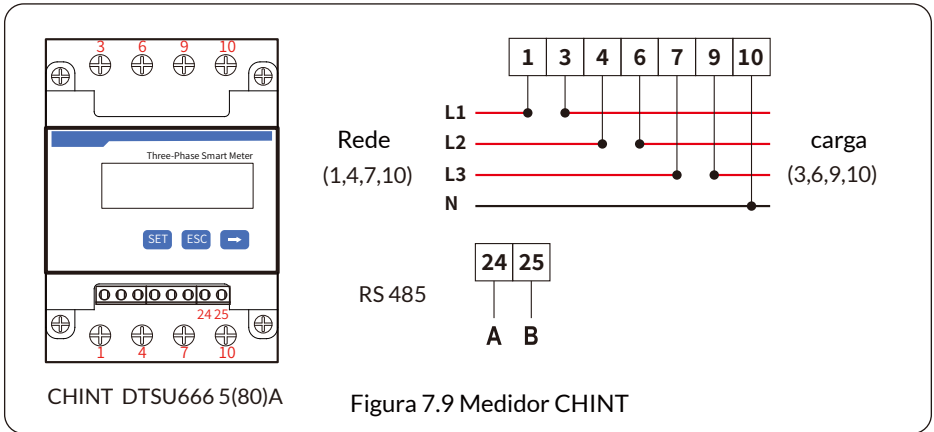 3 6 9 10
Three-Phase Smart Meter
SET ESC
24 25
1 4 7 10
CHINT DTSU666 5(80)A
1 3 4 6 7 9 10
L1
L2
L3
N
Rede
(1,4,7,10)
carga
(3,6,9,10)
24 25
RS 485
A B
Figura 7.9 Medidor CHINT